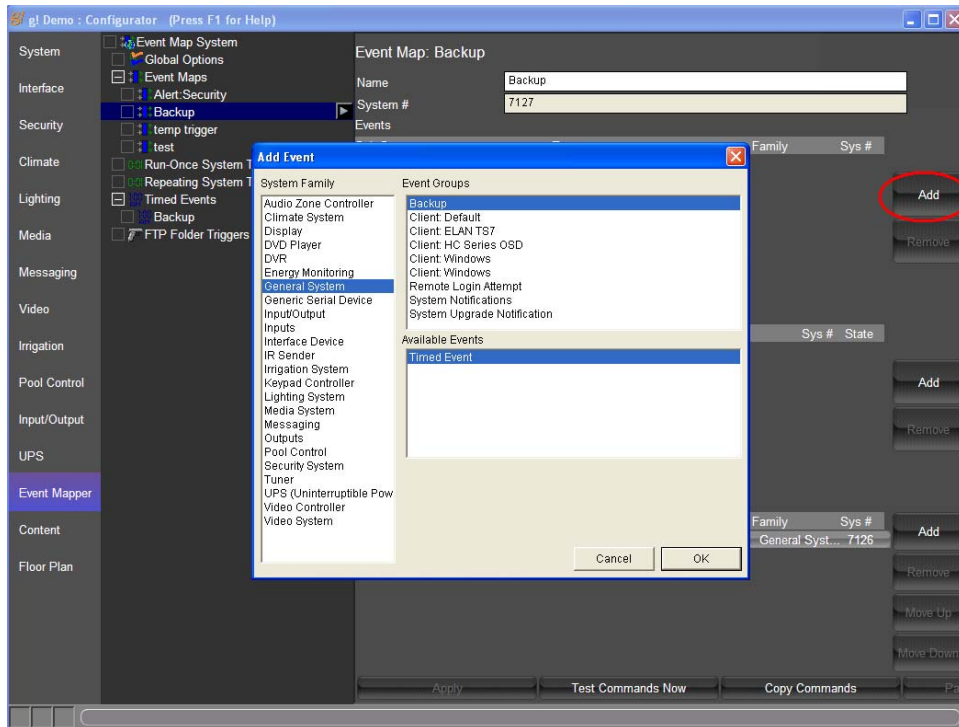 g! Demo : Configurator (Press F1 for Help)
System
Interface
Security
Climate
Lighting
Media
Messaging
Video
Irrigation
Pool Control
Input/Output
UPS
Event Mapper
Content
Floor Plan
Event Map System
Global Options
Event Maps
Alert:Security
Backup
temp trigger
test
Run-Once System T
Repeating System T
Timed Events
Backup
FTP Folder Triggers
Event Map: Backup
Name
Backup
System #
7127
Events
Family Sys #
Add
Remove
Add Event
System Family
Audio Zone Controller
Climate System
Display
DVD Player
DVR
Energy Monitoring
General System
Generic Serial Device
Input/Output
Inputs
Interface Device
IR Sender
Irrigation System
Keypad Controller
Lighting System
Media System
Messaging
Outputs
Pool Control
Security System
Tuner
UPS (Uninterruptible Pow
Video Controller
Video System
Event Groups
Backup
Client: Default
Client: ELAN TS7
Client: HC Series OSD
Client: Windows
Client: Windows
Remote Login Attempt
System Notifications
System Upgrade Notification
Available Events
Timed Event
Cancel OK
Sys # State
Add
Remove
Family Sys #
General Syst... 7126
Add
Remove
Move Up
Move Down
Apply Test Commands Now Copy Commands Pa